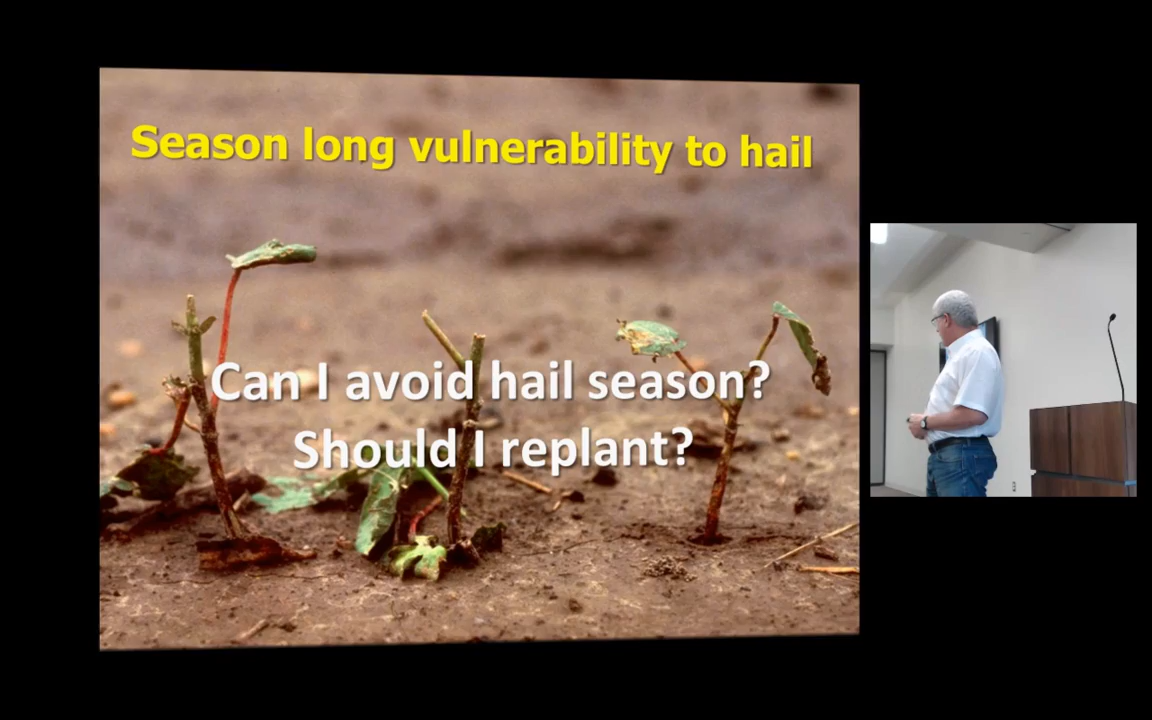 Season long vulnerability to hail
Can I avoid hail season?
Should I replant?